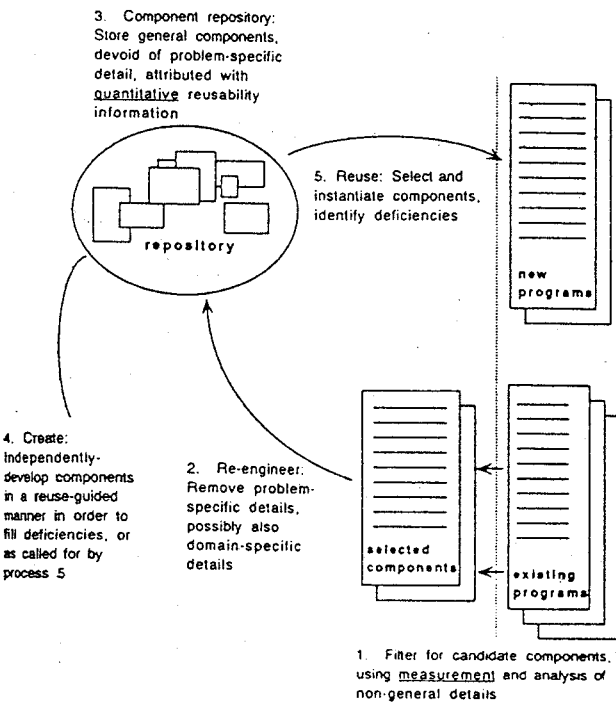 3. Component repository:
Store general components,
devoid of problem-specific
detail, attributed with
quantitative reusability
information
repository
5. Reuse: Select and
instantiate components,
identify deficiencies
new
programs
4. Create:
Independently-
develop components
in a reuse-guided
manner in order to
fill deficiencies, or
as called for by
process 5
2. Re-engineer:
Remove problem-
specific details,
possibly also
domain-specific
details
selected
components
existing
programs
1. Filter for candidate components,
using measurement and analysis of
non-general details